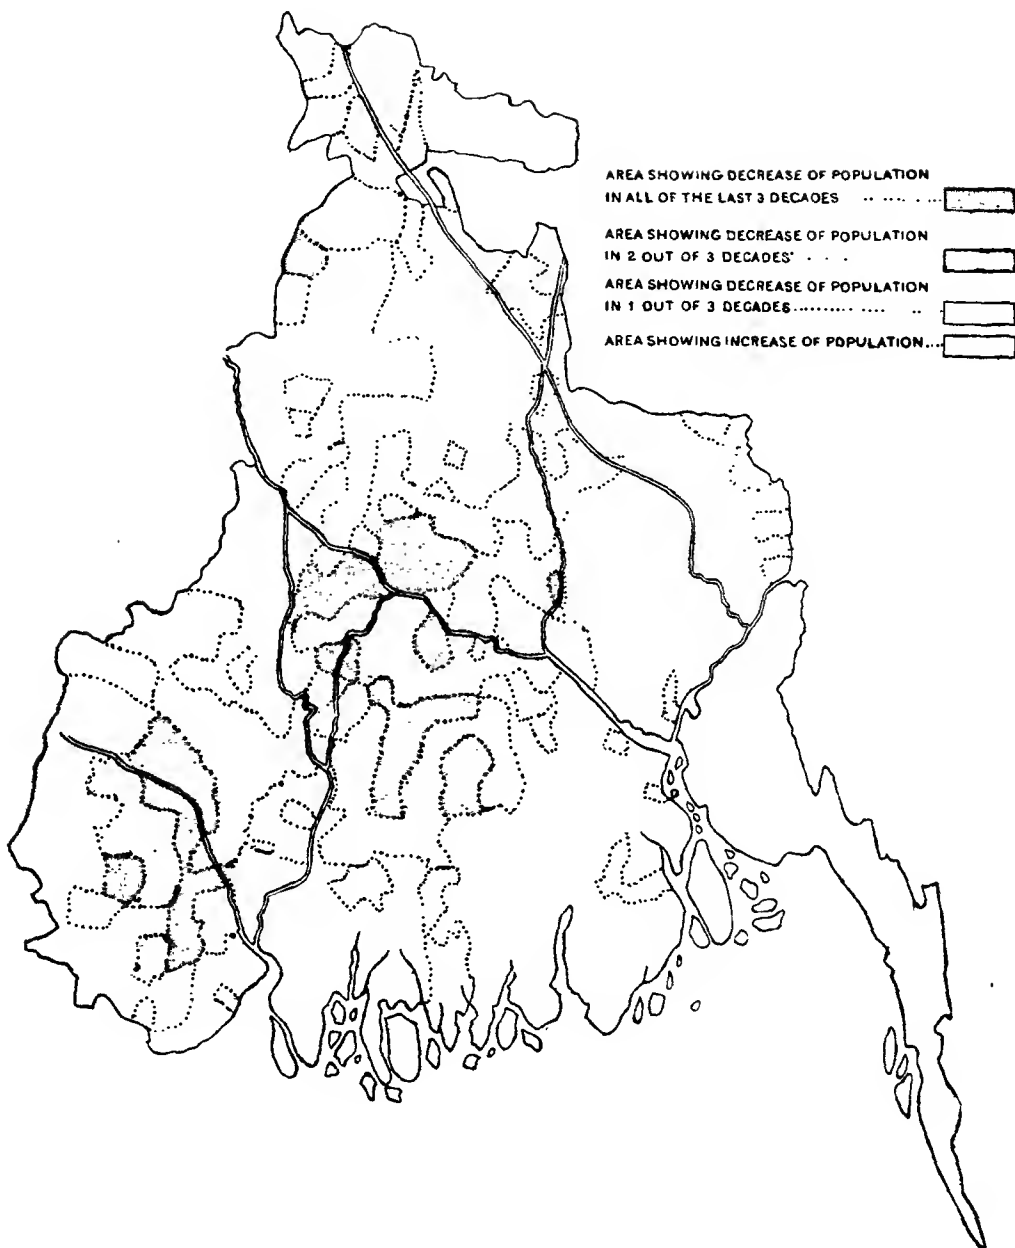 AREA SHOWING DECREASE OF POPULATION
IN ALL OF THE LAST 3 DECADES
AREA SHOWING DECREASE OF POPULATION
IN 2 OUT OF 3 DECADES
AREA SHOWING DECREASE OF POPULATION
IN 1 OUT OF 3 DECADES
AREA SHOWING INCREASE OF POPULATION